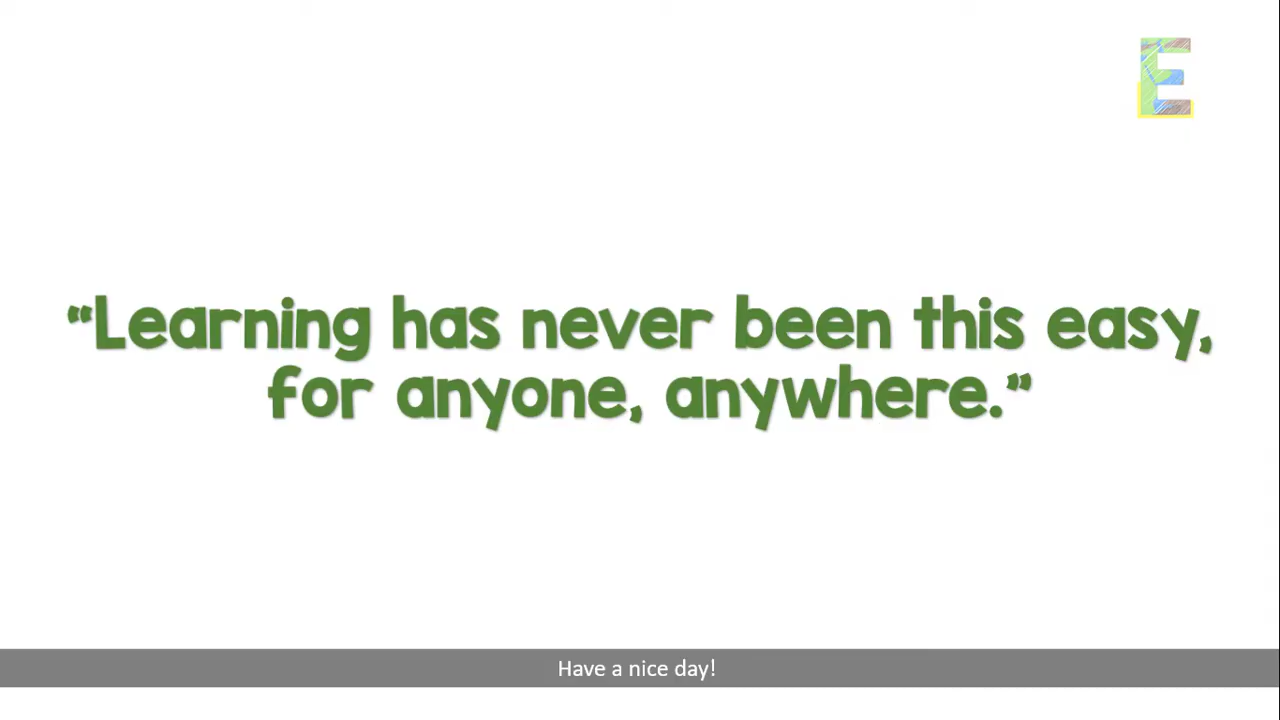 E
“Learning has never been this easy,
for anyone, anywhere.”
Have a nice day!